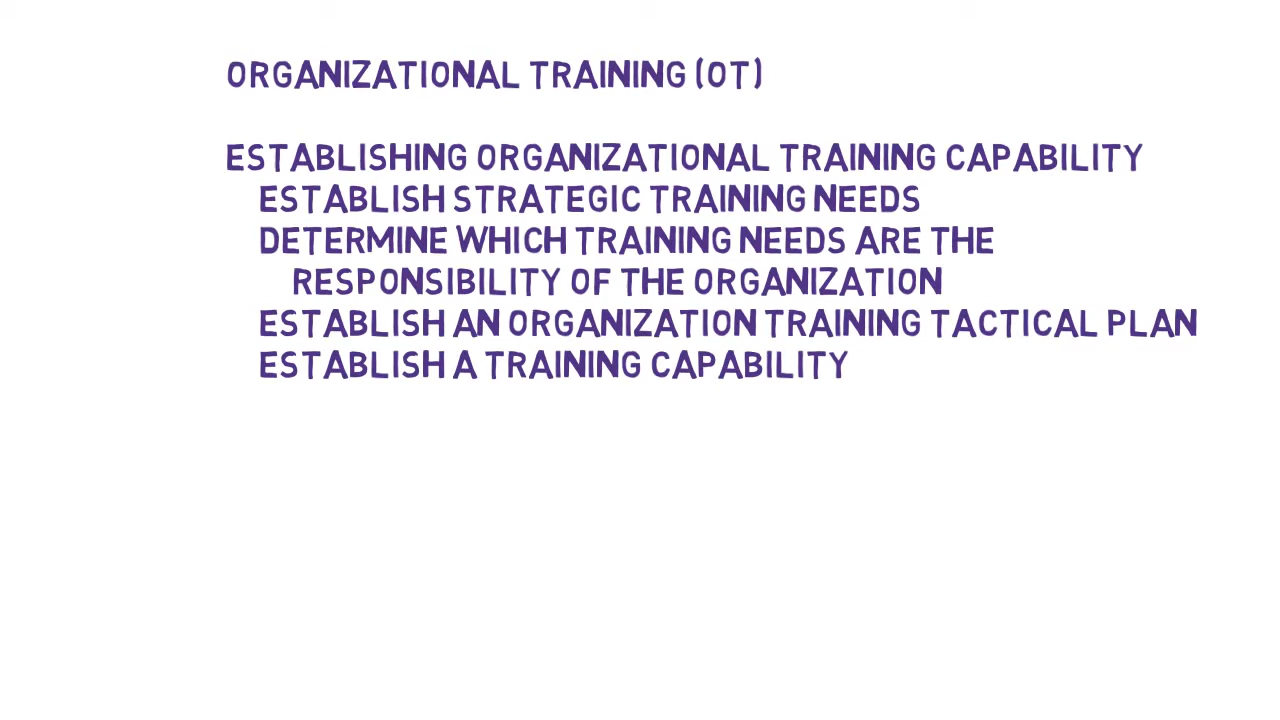 ORGANIZATIONAL TRAINING (OT)
ESTABLISHING ORGANIZATIONAL TRAINING CAPABILITY
ESTABLISH STRATEGIC TRAINING NEEDS
DETERMINE WHICH TRAINING NEEDS ARE THE
RESPONSIBILITY OF THE ORGANIZATION
ESTABLISH AN ORGANIZATION TRAINING TACTICAL PLAN
ESTABLISH A TRAINING CAPABILITY